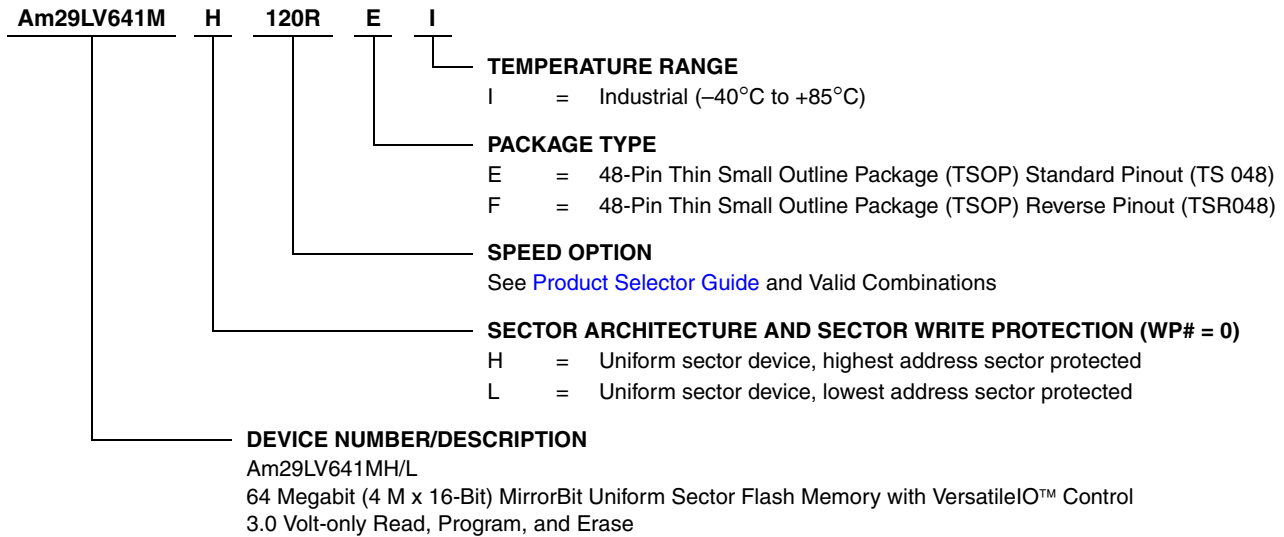 Am29LV641M H 120R E I
TEMPERATURE RANGE
I = Industrial (–40°C to +85°C)
PACKAGE TYPE
E = 48-Pin Thin Small Outline Package (TSOP) Standard Pinout (TS 048)
F = 48-Pin Thin Small Outline Package (TSOP) Reverse Pinout (TSR048)
SPEED OPTION
See Product Selector Guide and Valid Combinations
SECTOR ARCHITECTURE AND SECTOR WRITE PROTECTION (WP# = 0)
H = Uniform sector device, highest address sector protected
L = Uniform sector device, lowest address sector protected
DEVICE NUMBER/DESCRIPTION
Am29LV641MH/L
64 Megabit (4 M x 16-Bit) MirrorBit Uniform Sector Flash Memory with VersatileIO™ Control
3.0 Volt-only Read, Program, and Erase